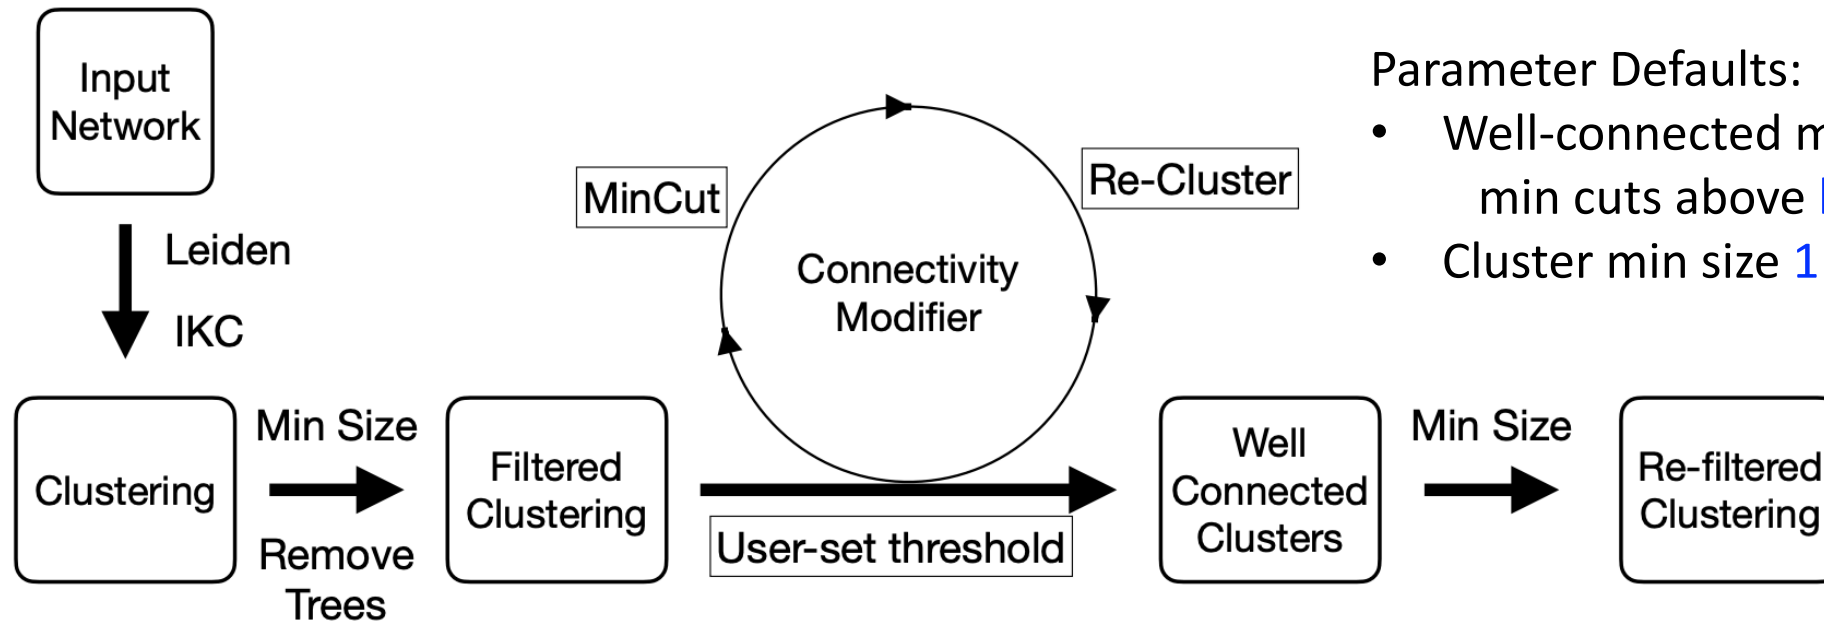 Input
Network
Leiden
IKC
Clustering
Min Size
Remove
Trees
Filtered
Clustering
MinCut
Re-Cluster
Connectivity
Modifier
User-set threshold
Well
Connected
Clusters
Min Size
Re-filtered
Clustering
Parameter Defaults:
• Well-connected
min cuts above
• Cluster min size 1